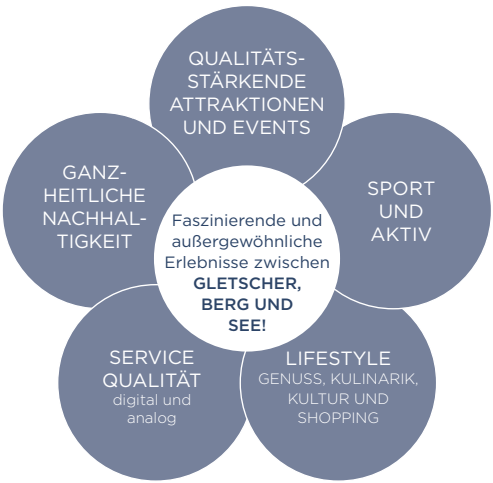 QUALITÄTS-
STÄRKENDE
ATTRAKTIONEN
UND EVENTS
SPORT
UND
AKTIV
LIFESTYLE
GENUSS, KULINARIK,
KULTUR UND
SHOPPING
SERVICE
QUALITÄT
digital und
analog
GANZ-
HEITLICHE
NACHHAL-
TIGKEIT
Faszinierende und
außergewöhnliche
Erlebnisse zwischen
GLETSCHER,
BERG UND
SEE!